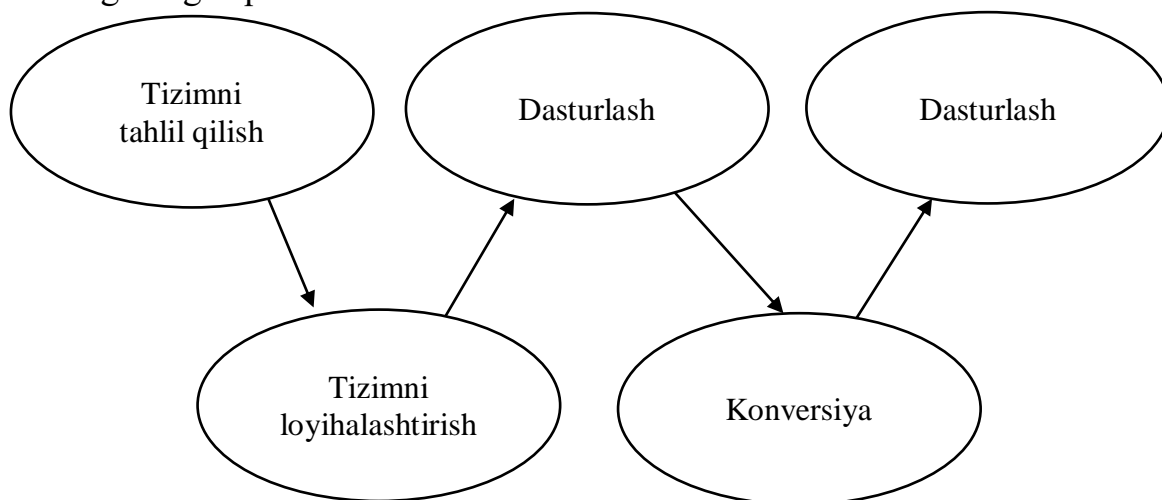 Tizimni
tahlil qilish
Dasturlash
Dasturlash
Tizimni
loyihalashtirish
Konversiya